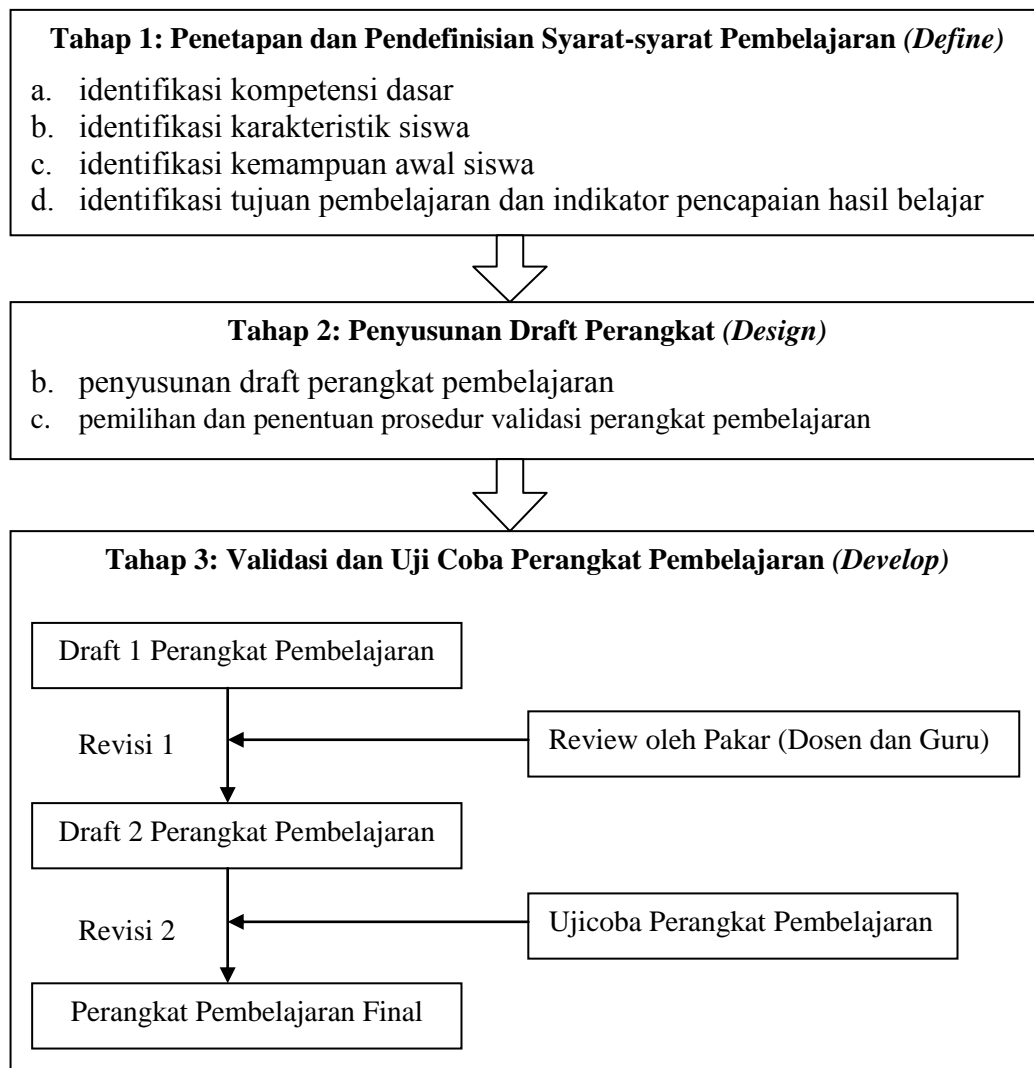 Tahap 1: Penetapan dan Pendefinisian Syarat-syarat Pembelajaran (Define)
a. identifikasi kompetensi dasar
b. identifikasi karakteristik siswa
c. identifikasi kemampuan awal siswa
d. identifikasi tujuan pembelajaran dan indikator pencapaian hasil belajar
Tahap 2: Penyusunan Draft Perangkat (Design)
b. penyusunan draft perangkat pembelajaran
c. pemilihan dan penentuan prosedur validasi perangkat pembelajaran
Tahap 3: Validasi dan Uji Coba Perangkat Pembelajaran (Develop)
Draft 1 Perangkat Pembelajaran
Revisi 1
Review oleh Pakar (Dosen dan Guru)
Draft 2 Perangkat Pembelajaran
Revisi 2
Ujicoba Perangkat Pembelajaran
Perangkat Pembelajaran Final